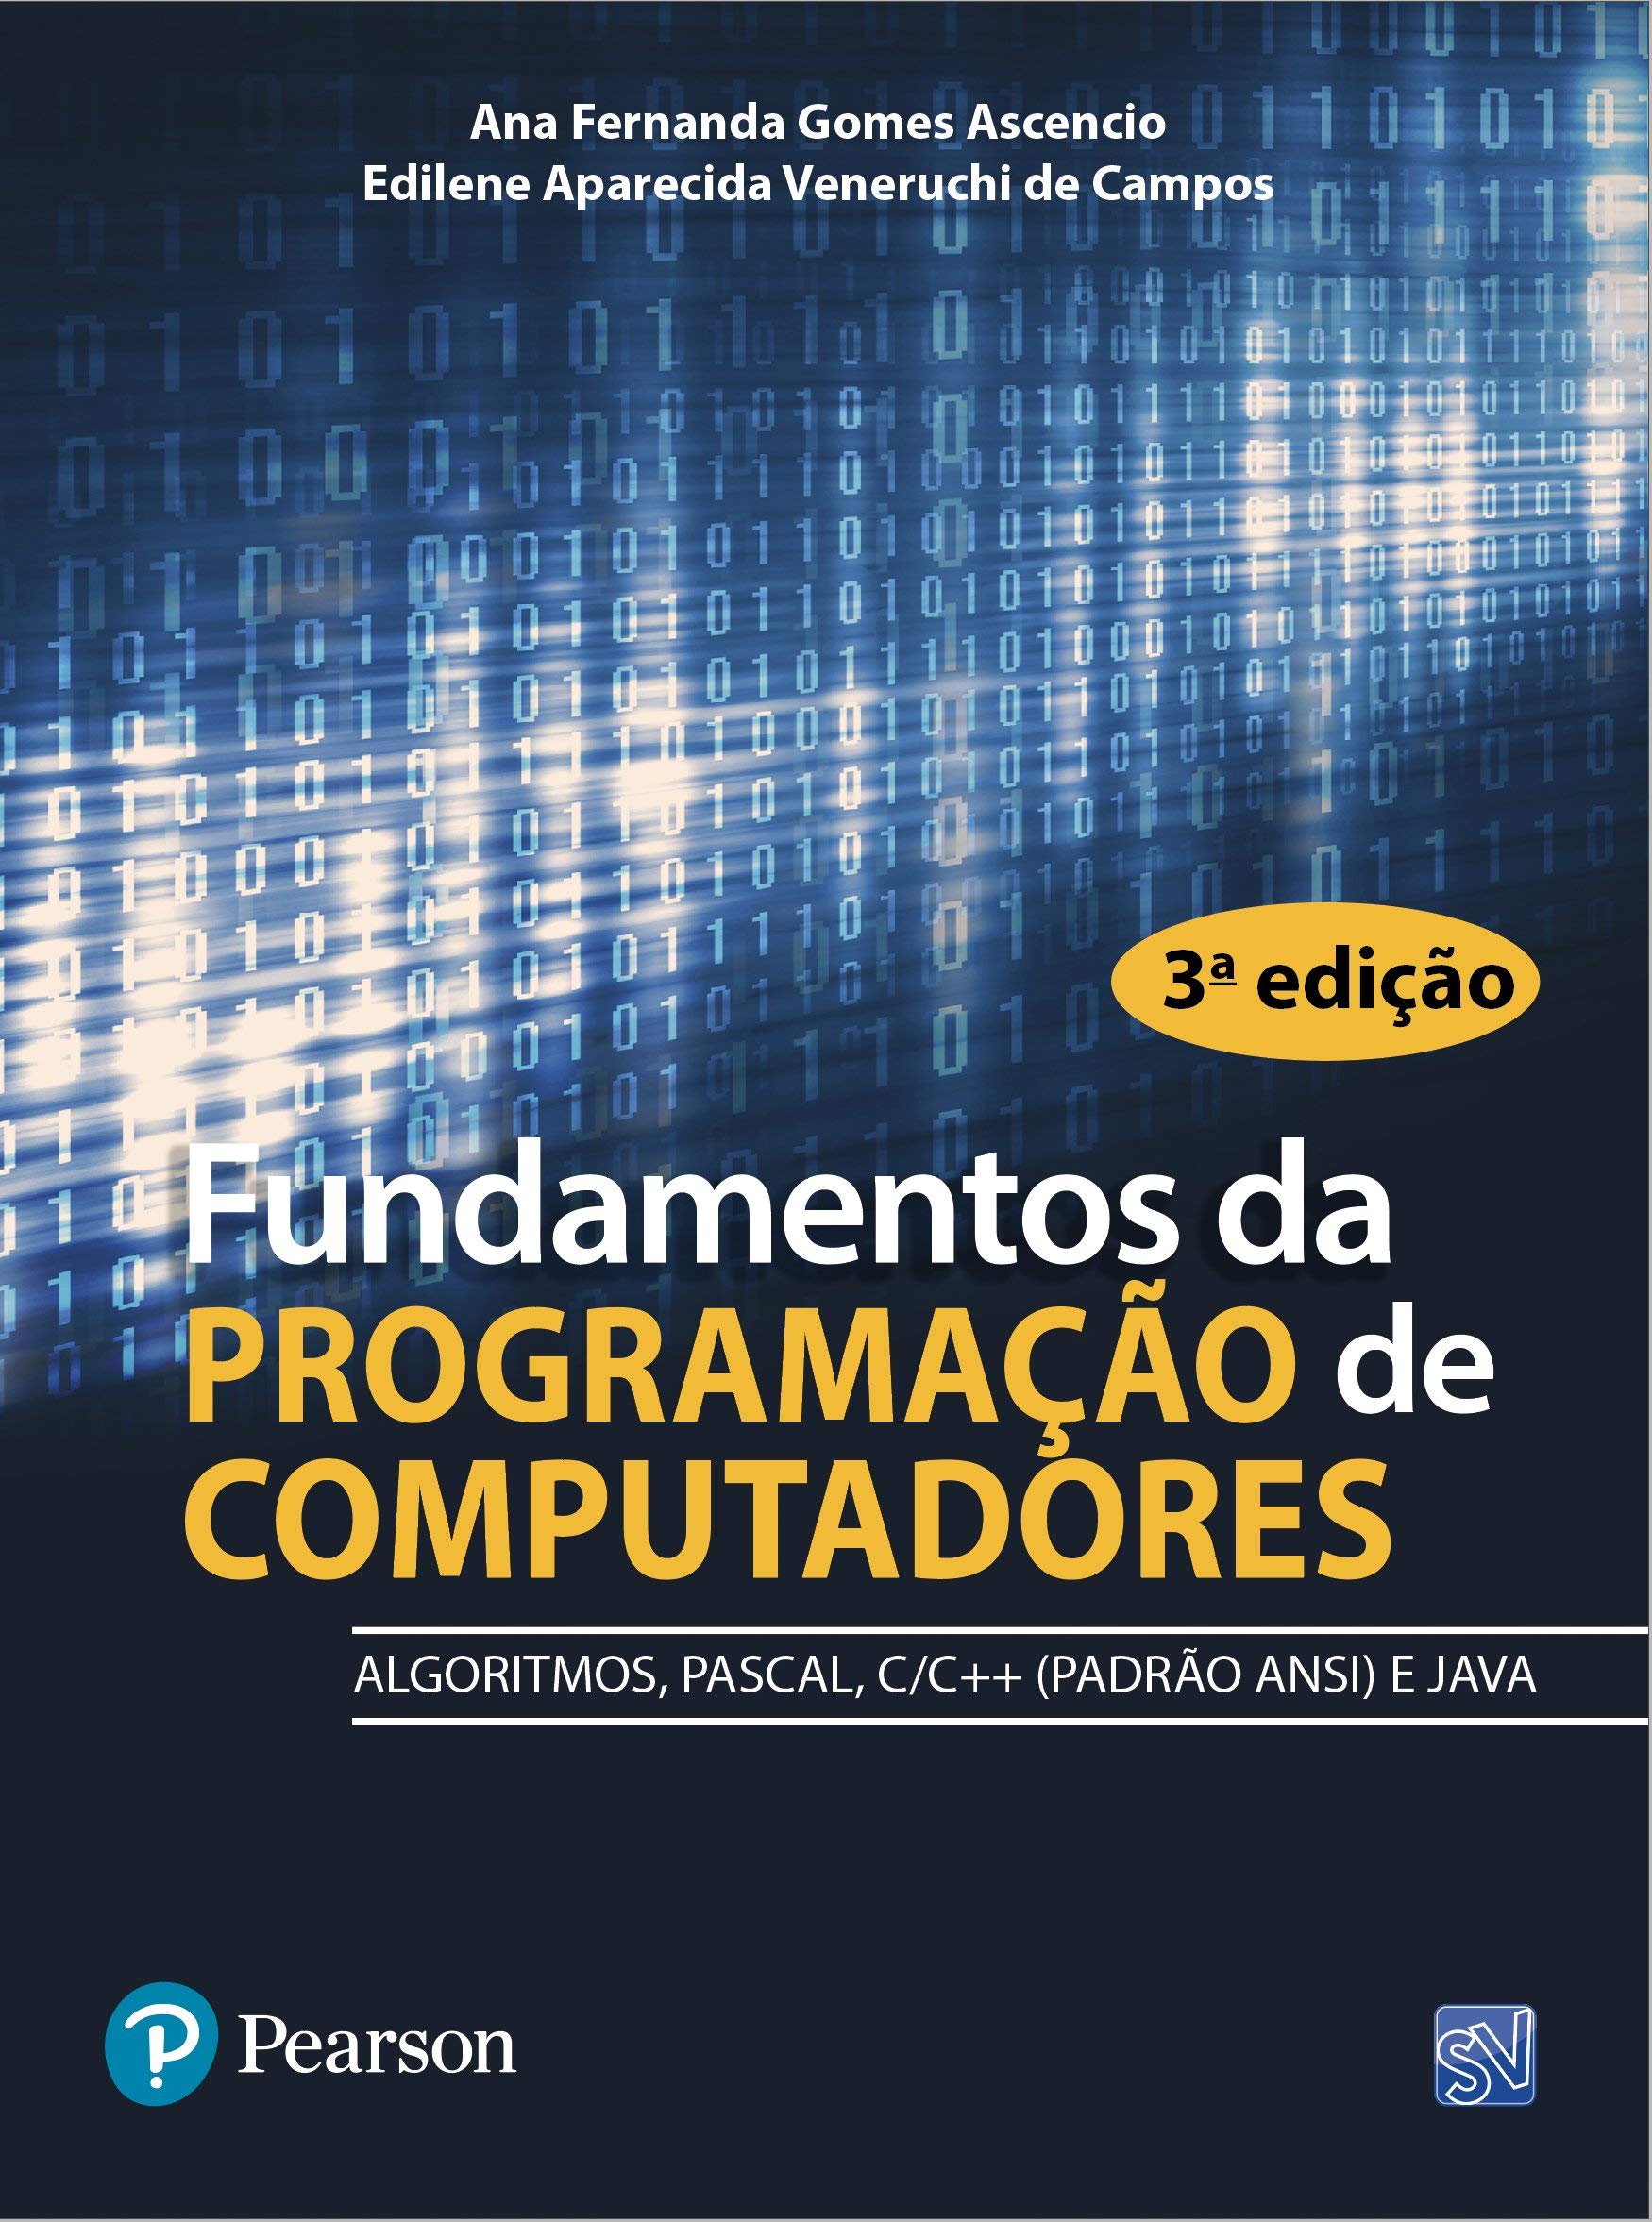 Ana Fernanda Gomes Ascencio
Edilene Aparecida Veneruchi de Campos
3ª edição
Fundamentos da
PROGRAMAÇÃO de
COMPUTADORES
ALGORITMOS, PASCAL, C/C++ (PADRÃO ANSI) E JAVA
Pearson
SV